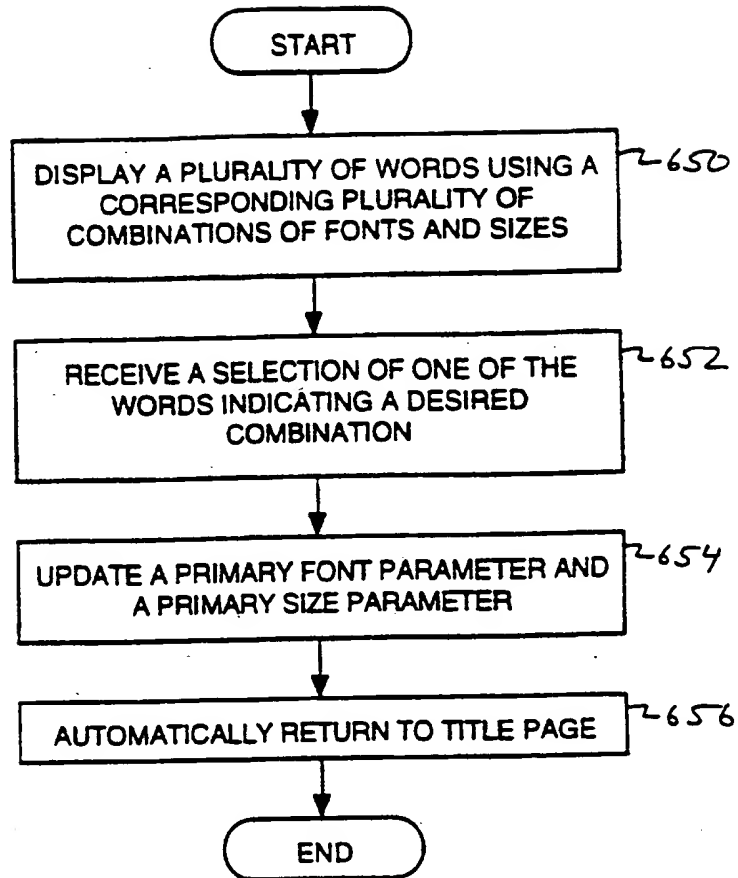 START
DISPLAY A PLURALITY OF WORDS USING A
CORRESPONDING PLURALITY OF
COMBINATIONS OF FONTS AND SIZES
650
RECEIVE A SELECTION OF ONE OF THE
WORDS INDICATING A DESIRED
COMBINATION
652
UPDATE A PRIMARY FONT PARAMETER AND
A PRIMARY SIZE PARAMETER
654
AUTOMATICALLY RETURN TO TITLE PAGE
656
END